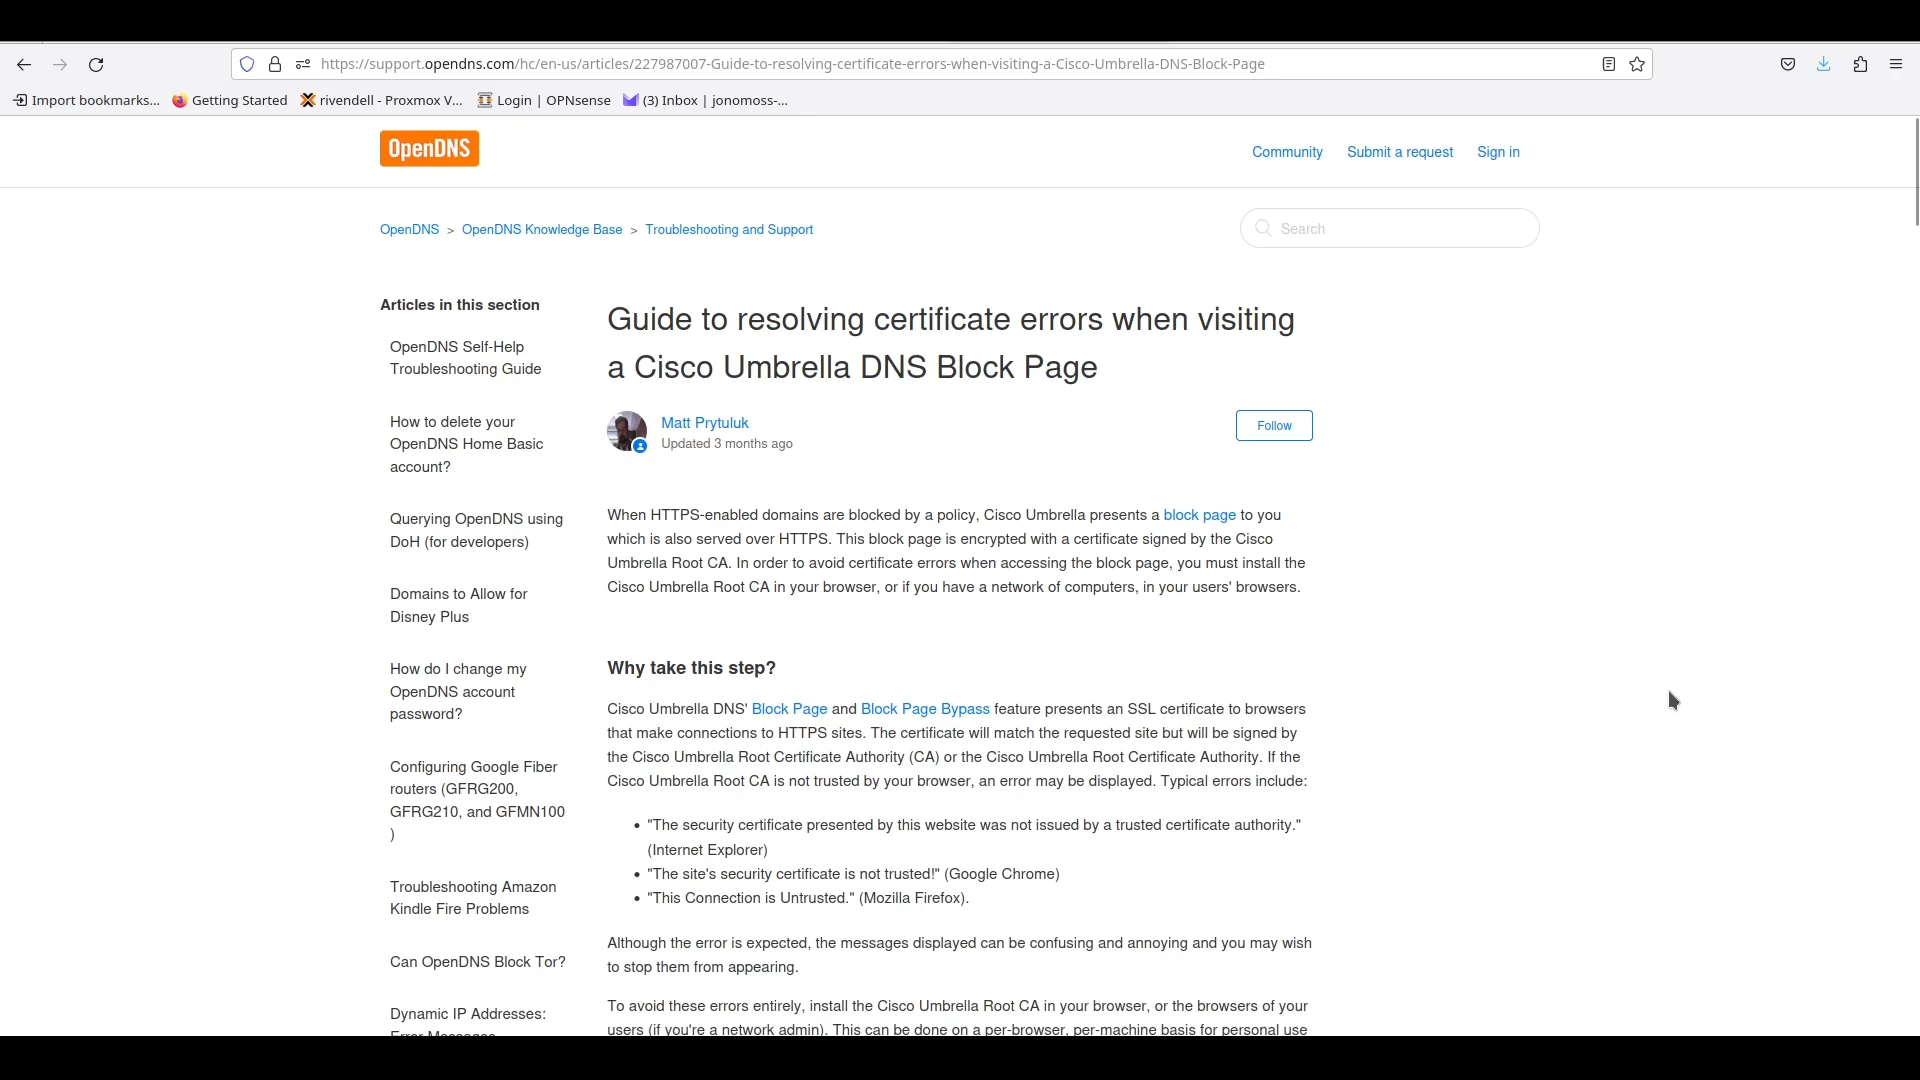 https://support.opendns.com/hc/en-us/articles/227987007-Guide-to-resolving-certificate-errors-when-visiting-a-Cisco-Umbrella-DNS-Block-Page
Import bookmarks... Getting Started rivendell - Proxmox V... Login | OPNsense (3) Inbox | jonomoss-...
OpenDNS
Community Submit a request Sign in
OpenDNS > OpenDNS Knowledge Base > Troubleshooting and Support
Search
Articles in this section
OpenDNS Self-Help
Troubleshooting Guide
How to delete your
OpenDNS Home Basic
account?
Querying OpenDNS using
DoH (for developers)
Domains to Allow for
Disney Plus
How do I change my
OpenDNS account
password?
Configuring Google Fiber
routers (GFRG200,
GFRG210, and GFMN100
)
Troubleshooting Amazon
Kindle Fire Problems
Can OpenDNS Block Tor?
Dynamic IP Addresses:
Error Messages
Guide to resolving certificate errors when visiting
a Cisco Umbrella DNS Block Page
Matt Prytuluk
Updated 3 months ago
Follow
When HTTPS-enabled domains are blocked by a policy, Cisco Umbrella presents a block page to you
which is also served over HTTPS. This block page is encrypted with a certificate signed by the Cisco
Umbrella Root CA. In order to avoid certificate errors when accessing the block page, you must install the
Cisco Umbrella Root CA in your browser, or if you have a network of computers, in your users' browsers.
Why take this step?
Cisco Umbrella DNS' Block Page and Block Page Bypass feature presents an SSL certificate to browsers
that make connections to HTTPS sites. The certificate will match the requested site but will be signed by
the Cisco Umbrella Root Certificate Authority (CA) or the Cisco Umbrella Root Certificate Authority. If the
Cisco Umbrella Root CA is not trusted by your browser, an error may be displayed. Typical errors include:
• "The security certificate presented by this website was not issued by a trusted certificate authority."
(Internet Explorer)
• "The site's security certificate is not trusted!" (Google Chrome)
• "This Connection is Untrusted." (Mozilla Firefox).
Although the error is expected, the messages displayed can be confusing and annoying and you may wish
to stop them from appearing.
To avoid these errors entirely, install the Cisco Umbrella Root CA in your browser, or the browsers of your
users (if you're a network admin). This can be done on a per-browser, per-machine basis for personal use